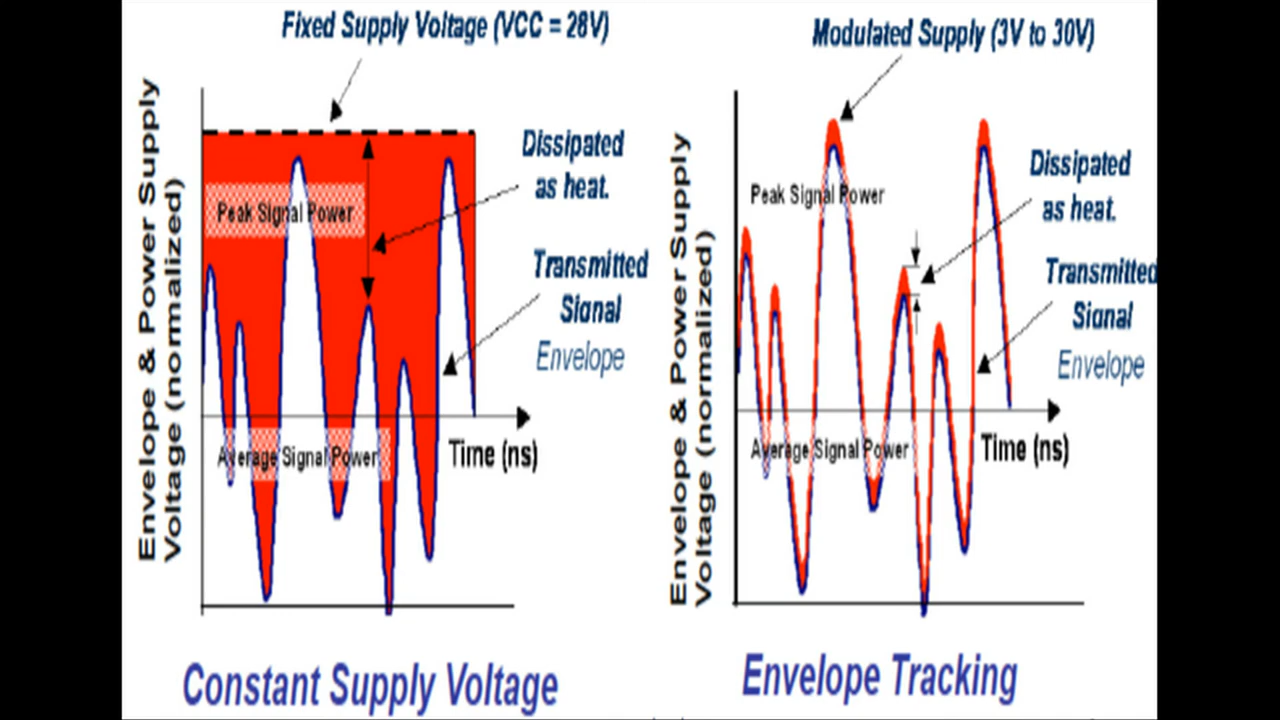 Fixed Supply Voltage (VCC = 28V)
Envelope & Power Supply
Voltage (normalized)
Peak Signal Power
Average Signal Power
Dissipated
as heat.
Transmitted
Signal
Envelope
Time (ns)
Constant Supply Voltage
Modulated Supply (3V to 30V)
Envelope & Power Supply
Voltage (normalized)
Peak Signal Power
Average Signal Power
Dissipated
as heat.
Transmitted
Signal
Envelope
Time (ns)
Envelope Tracking